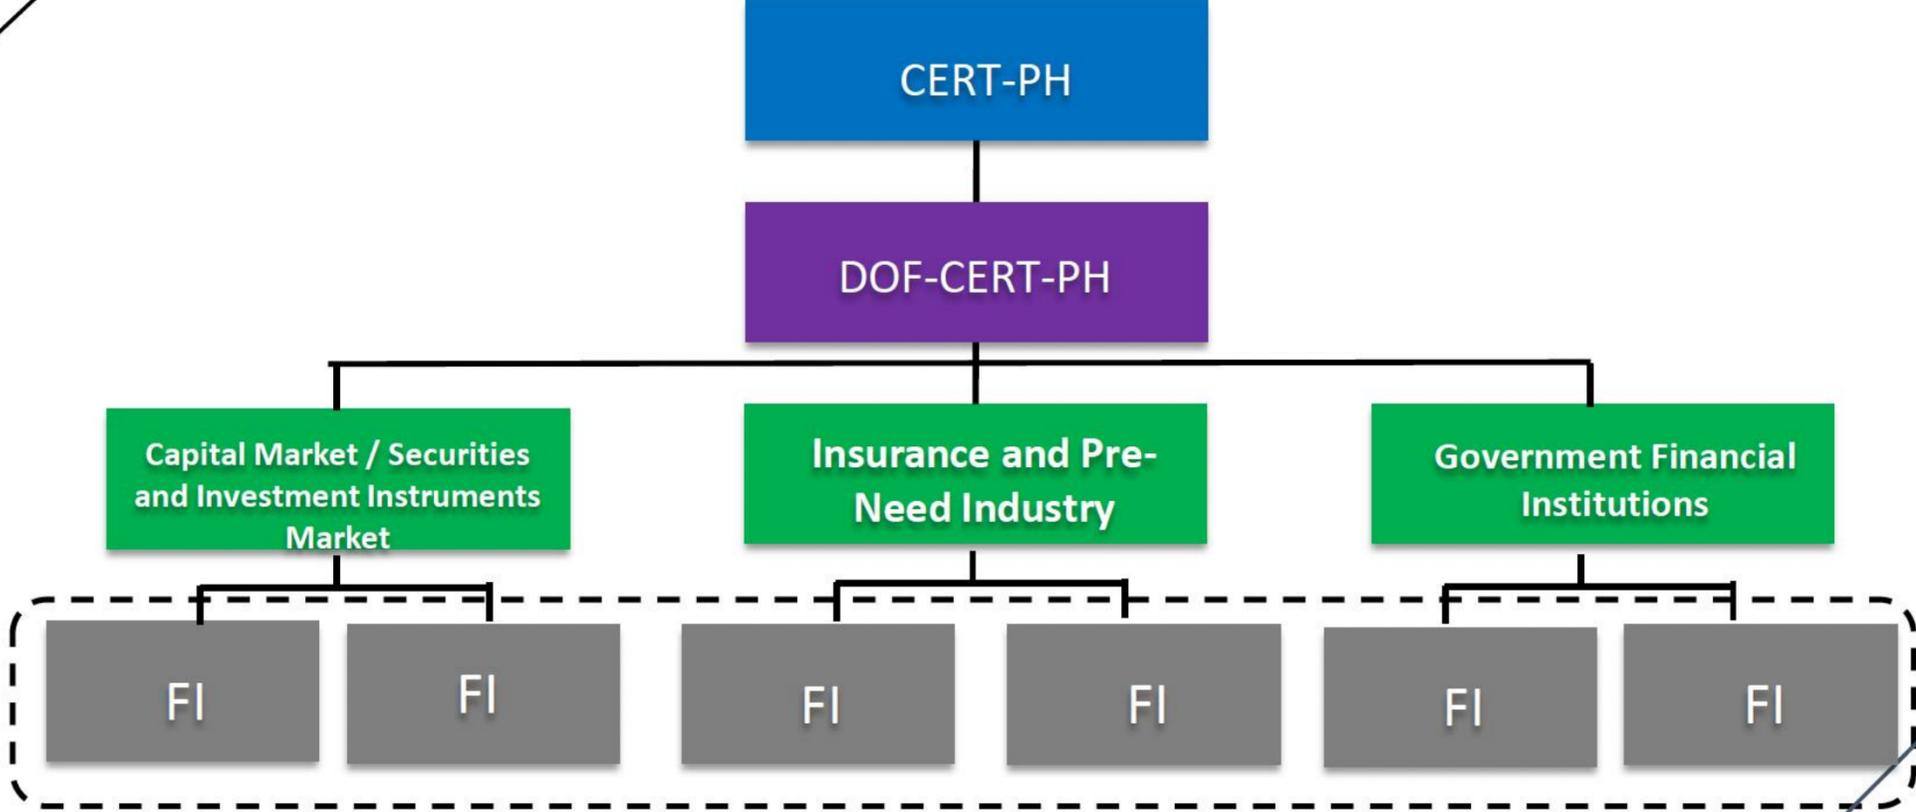 CERT-PH
DOF-CERT-PH
Capital Market / Securities
and Investment Instruments
Market
Insurance and Pre-
Need Industry
Government Financial
Institutions
FI
FI
FI
FI
FI
FI